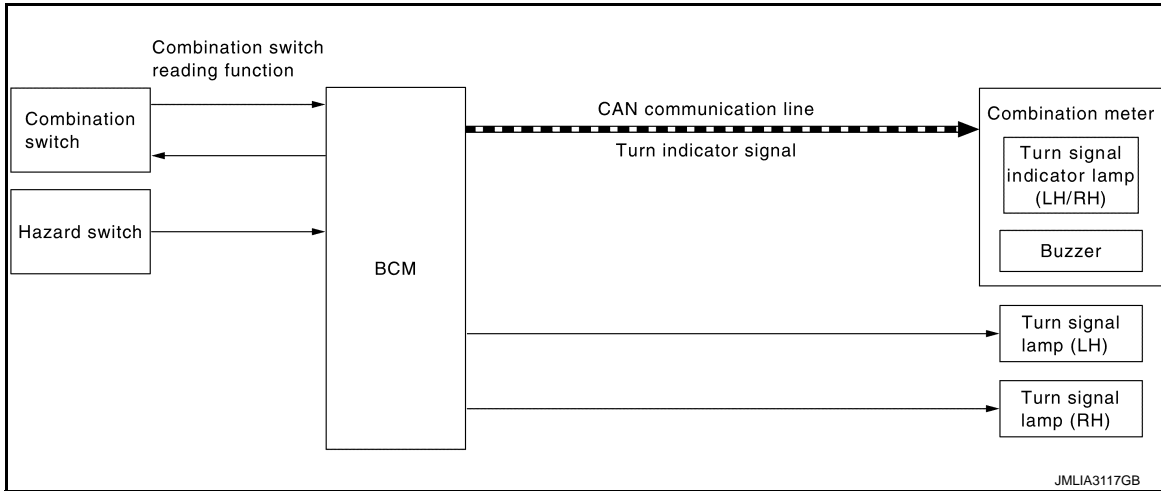 Combination switch
reading function
Combination
switch
Hazard switch
BCM
CAN communication line
Turn indicator signal
Combination meter
Turn signal
indicator lamp
(LH/RH)
Buzzer
Turn signal
lamp (LH)
Turn signal
lamp (RH)
JMLIA3117GB